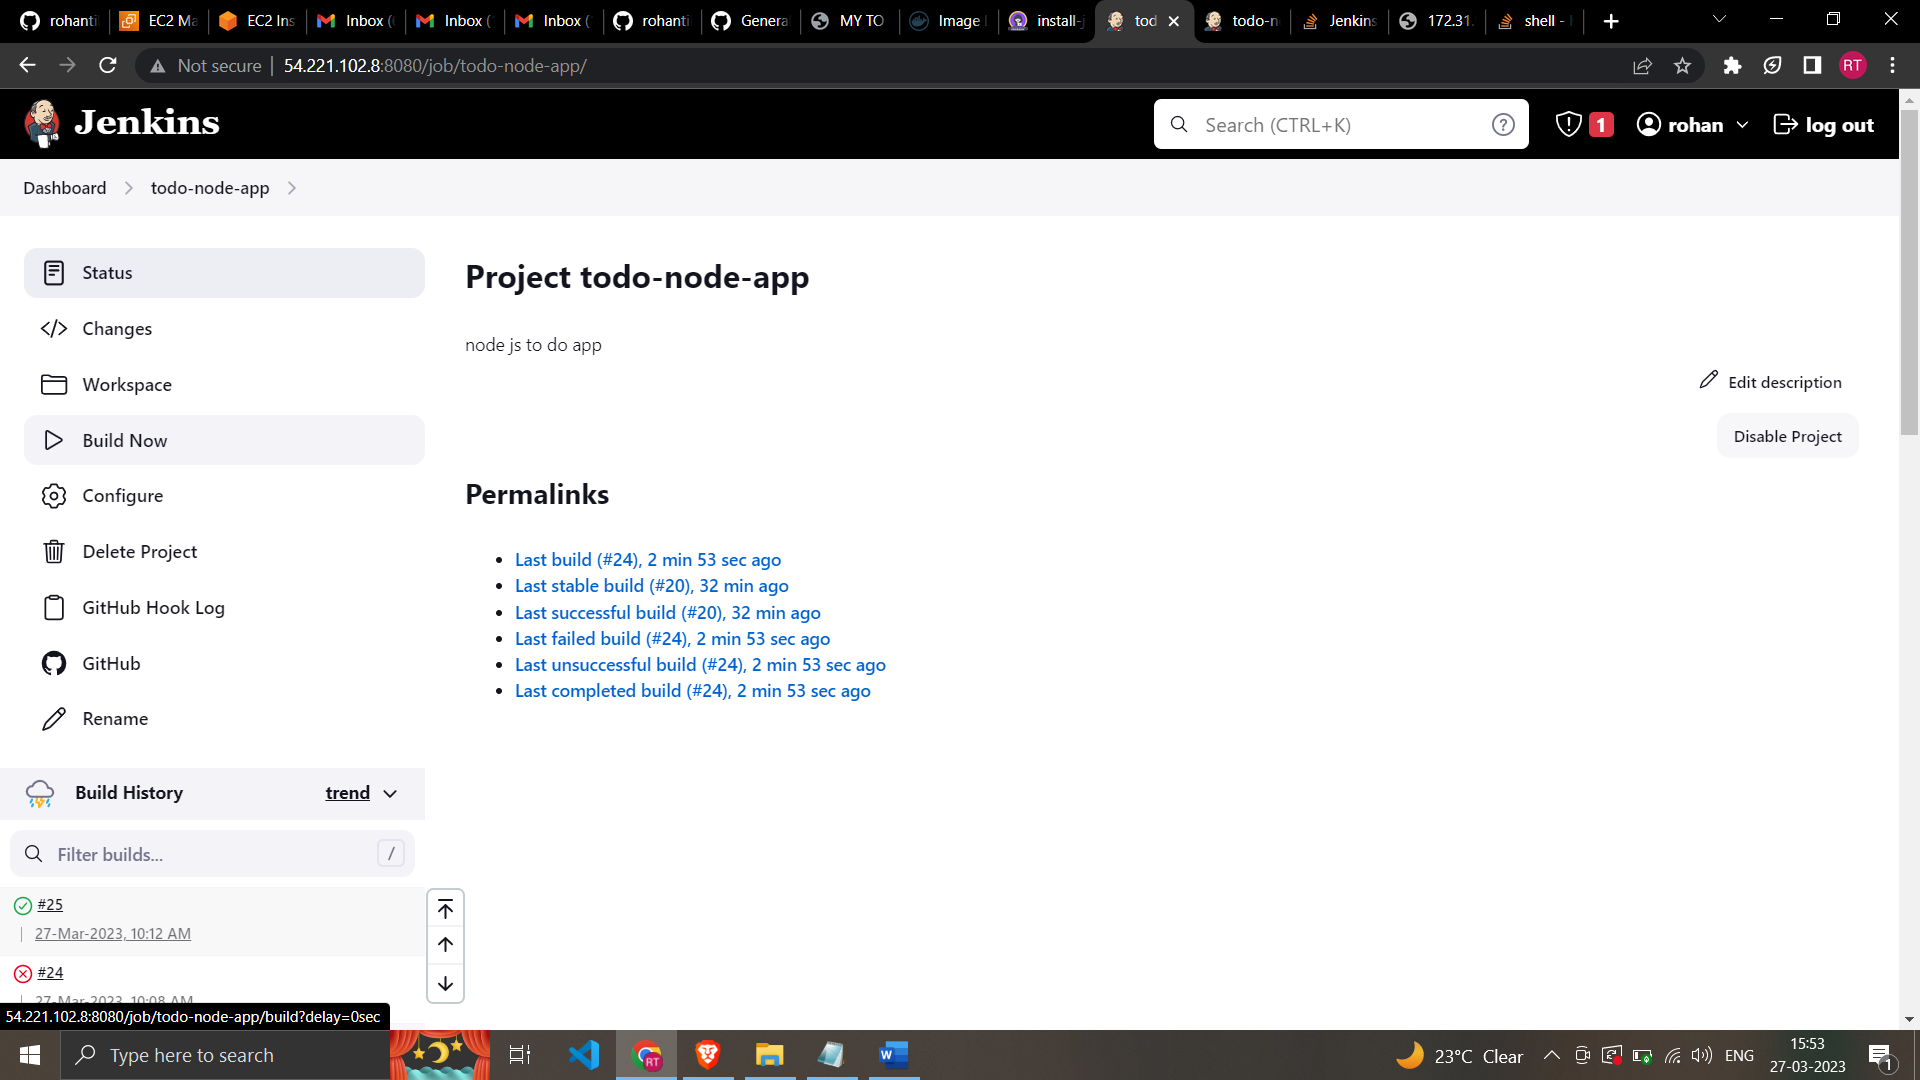 rohanti
EC2 Ma
EC2 Ins
Inbox (
Inbox (
Inbox (
rohanti
General
MY TO
Image
install-j
tod
todo-n
Jenkins
172.31.
shell -
Not secure
54.221.102.8:8080/job/todo-node-app/
RT
Jenkins
Search (CTRL+K)
1
rohan
log out
Dashboard
todo-node-app
Status
Changes
Workspace
Build Now
Configure
Delete Project
GitHub Hook Log
GitHub
Rename
Project todo-node-app
node js to do app
Edit description
Disable Project
Permalinks
Last build (#24), 2 min 53 sec ago
Last stable build (#20), 32 min ago
Last successful build (#20), 32 min ago
Last failed build (#24), 2 min 53 sec ago
Last unsuccessful build (#24), 2 min 53 sec ago
Last completed build (#24), 2 min 53 sec ago
Build History
trend
Filter builds...
/
#25
27-Mar-2023, 10:12 AM
#24
27-Mar-2023, 10:08 AM
54.221.102.8:8080/job/todo-node-app/build?delay=0sec
Type here to search
RT
23°C Clear
ENG
15:53
27-03-2023
1